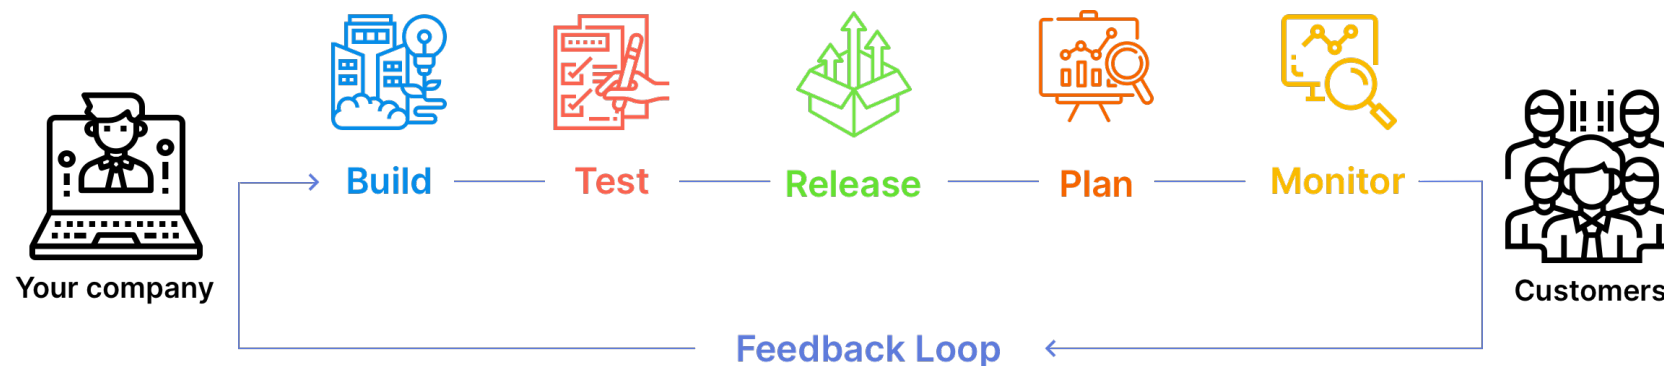 Build
Test
Release
Plan
Monitor
Your company
Customers
Feedback Loop